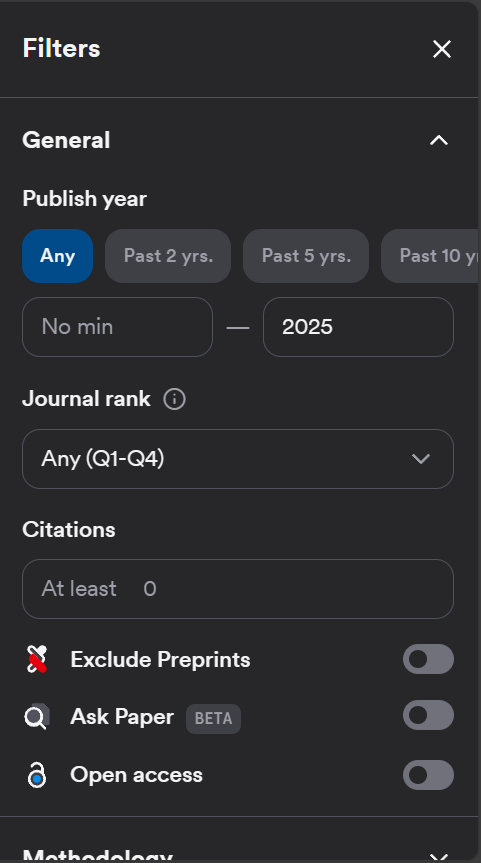 Filters
General
Publish year
Any Past 2 yrs. Past 5 yrs. Past 10 y
No min — 2025
Journal rank
Any (Q1-Q4)
Citations
At least 0
Exclude Preprints
Ask Paper BETA
Open access
Methodology